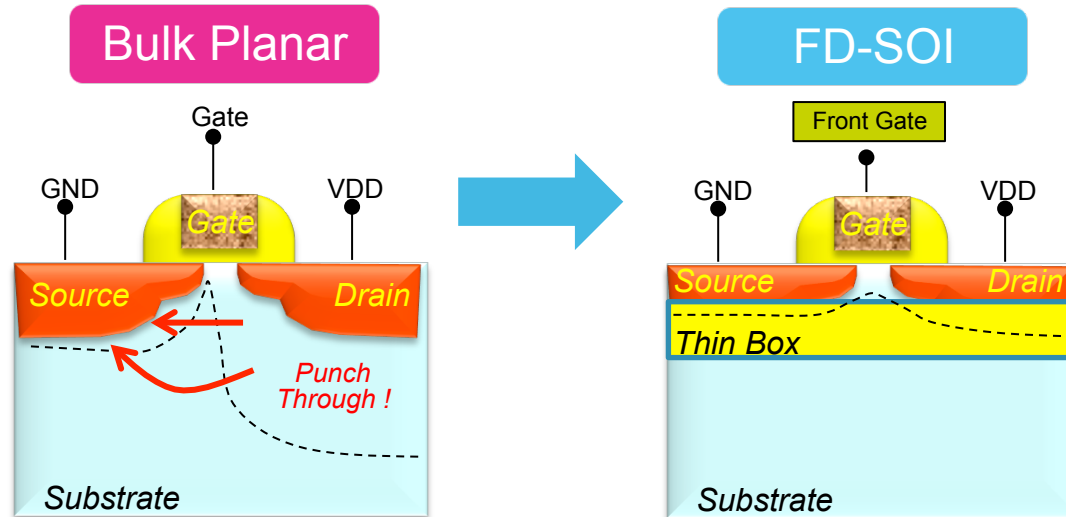 Bulk Planar
Gate
GND
VDD
Gate
Source
Drain
Punch
Through !
Substrate
FD-SOI
Front Gate
GND
VDD
Gate
Source
Drain
Thin Box
Substrate